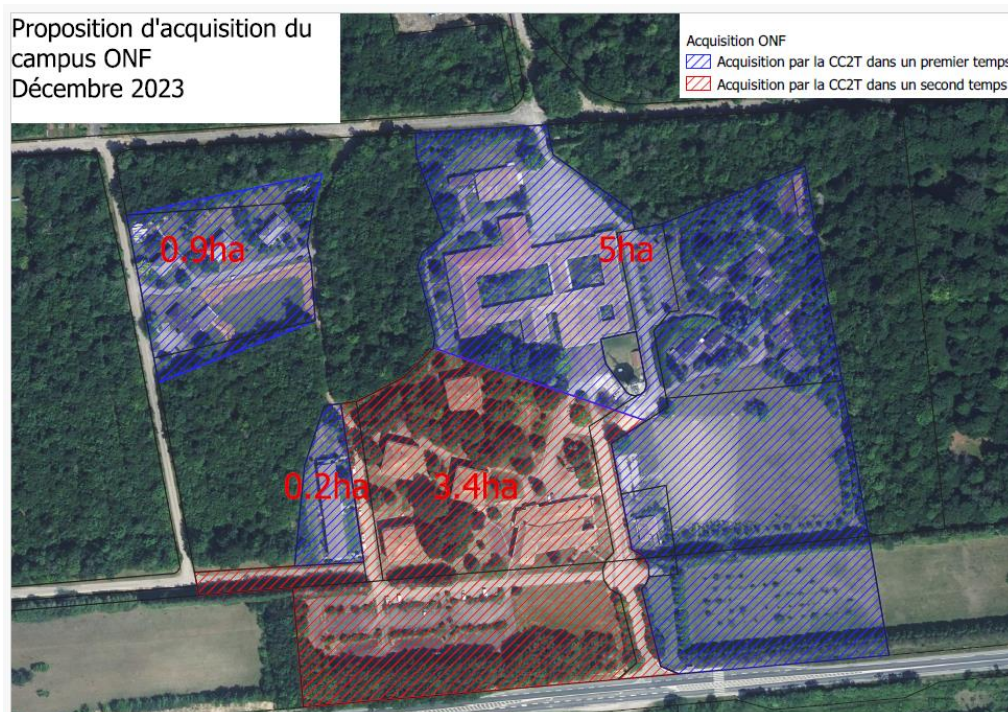 Proposition d'acquisition du
campus ONF
Décembre 2023
Acquisition ONF
Acquisition par la CC2T dans un premier temps
Acquisition par la CC2T dans un second temps
0.9ha
5ha
0.2ha
3.4ha